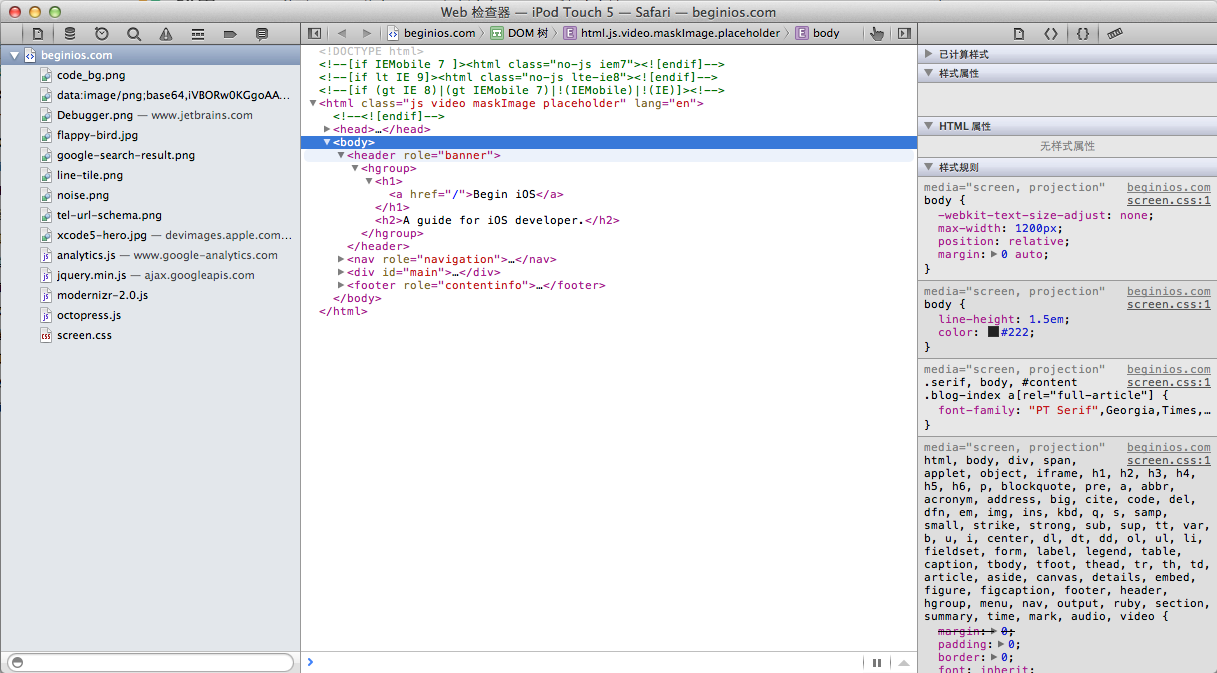 Web 检查器 — iPod Touch 5 — Safari — beginios.com
beginios.com
DOM 树
html.js.video.maskImage.placeholder
body
beginios.com
code_bg.png
data:image/png;base64,iVBORw0KGgoAA...
Debugger.png — www.jetbrains.com
flappy-bird.jpg
google-search-result.png
line-tile.png
noise.png
tel-url-schema.png
xcode5-hero.jpg — devimages.apple.com...
analytics.js — www.google-analytics.com
jquery.min.js — ajax.googleapis.com
modernizr-2.0.js
octopress.js
screen.css
<!DOCTYPE html>
<!--[if IEMobile 7 ]><html class="no-js iem7"><![endif]-->
<!--[if lt IE 9]><html class="no-js lte-ie8"><![endif]-->
<!--[if (gt IE 8)|(gt IEMobile 7)|!(IEMobile)|!(IE)]><!-->
<html class="js video maskImage placeholder" lang="en">
<!--<![endif]-->
<head>…</head>
<body>
<header role="banner">
<hgroup>
<h1>
<a href="/">Begin iOS</a>
</h1>
<h2>A guide for iOS developer.</h2>
</hgroup>
</header>
<nav role="navigation">…</nav>
<div id="main">…</div>
<footer role="contentinfo">…</footer>
</body>
</html>
已计算样式
样式属性
HTML 属性
无样式属性
样式规则
media="screen, projection" beginios.com
body { screen.css:1
-webkit-text-size-adjust: none;
max-width: 1200px;
position: relative;
margin: 0 auto;
}
media="screen, projection" beginios.com
body { screen.css:1
line-height: 1.5em;
color: #222;
}
media="screen, projection" beginios.com
.serif, body, #content screen.css:1
.blog-index a[rel="full-article"] {
font-family: "PT Serif",Georgia,Times,…
}
media="screen, projection" beginios.com
html, body, div, span, screen.css:1
applet, object, iframe, h1, h2, h3, h4,
h5, h6, p, blockquote, pre, a, abbr,
acronym, address, big, cite, code, del,
dfn, em, img, ins, kbd, q, s, samp,
small, strike, strong, sub, sup, tt, var,
b, u, i, center, dl, dt, dd, ol, ul, li,
fieldset, form, label, legend, table,
caption, tbody, tfoot, thead, tr, th, td,
article, aside, canvas, details, embed,
figure, figcaption, footer, header,
hgroup, menu, nav, output, ruby, section,
summary, time, mark, audio, video {
margin: 0;
padding: 0;
border: 0;
font: inherit;